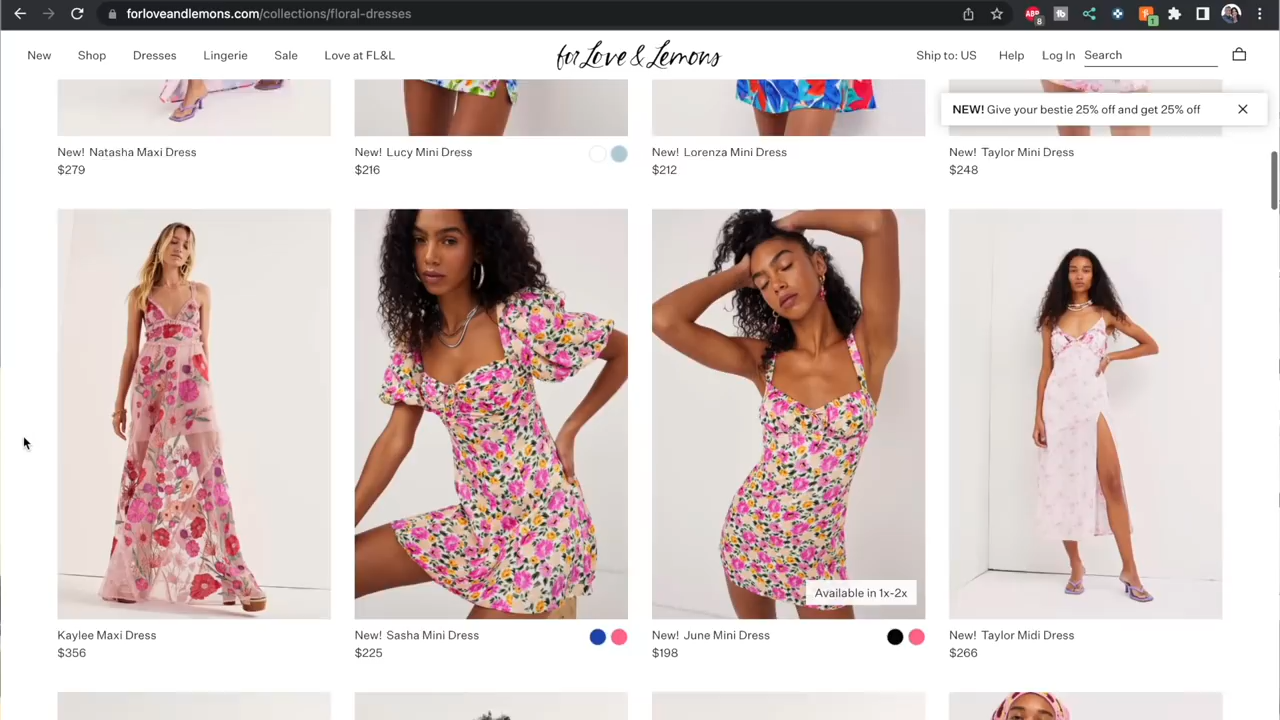 forloveandlemons.com/collections/floral-dresses
ABP
8
tb
1
New Shop Dresses Lingerie Sale Love at FL&L
for Love & Lemons
Ship to: US Help Log In Search
NEW! Give your bestie 25% off and get 25% off
New! Natasha Maxi Dress
$279
New! Lucy Mini Dress
$216
New! Lorenza Mini Dress
$212
New! Taylor Mini Dress
$248
Available in 1x-2x
Kaylee Maxi Dress
$356
New! Sasha Mini Dress
$225
New! June Mini Dress
$198
New! Taylor Midi Dress
$266